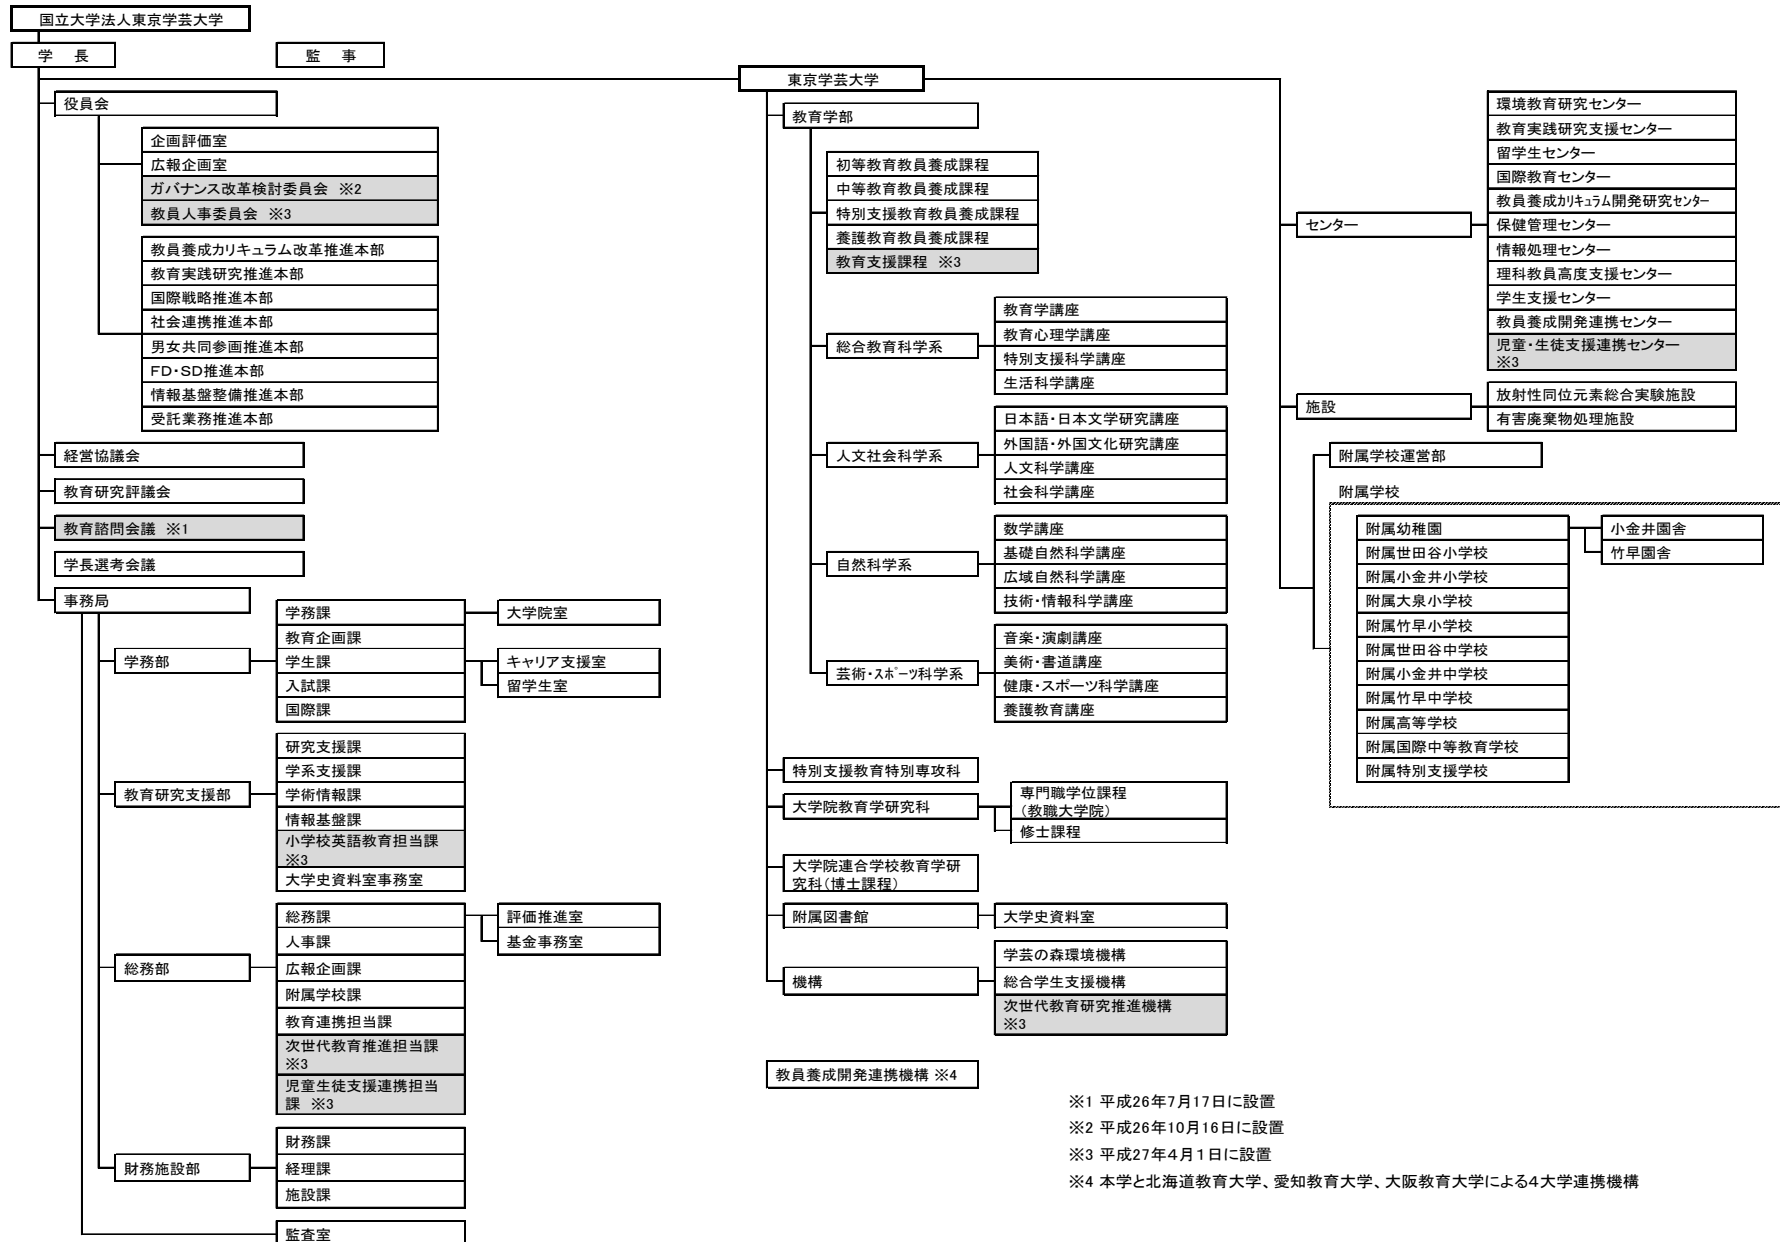 国立大学法人東京学芸大学
学　長
監　事
役員会
企画評価室
広報企画室
ガバナンス改革検討委員会　※2
教員人事委員会　※3
教員養成カリキュラム改革推進本部
教育実践研究推進本部
国際戦略推進本部
社会連携推進本部
男女共同参画推進本部
FD・SD推進本部
情報基盤整備推進本部
受託業務推進本部
経営協議会
教育研究評議会
教育諮問会議　※1
学長選考会議
事務局
学務部
学務課
教育企画課
学生課
入試課
国際課
大学院室
キャリア支援室
留学生室
教育研究支援部
研究支援課
学系支援課
学術情報課
情報基盤課
小学校英語教育担当課
※3
大学史資料室事務室
総務部
総務課
人事課
広報企画課
附属学校課
教育連携担当課
次世代教育推進担当課
※3
児童生徒支援連携担当
課　※3
評価推進室
基金事務室
財務施設部
財務課
経理課
施設課
監査室
東京学芸大学
教育学部
初等教育教員養成課程
中等教育教員養成課程
特別支援教育教員養成課程
養護教育教員養成課程
教育支援課程　※3
総合教育科学系
教育学講座
教育心理学講座
特別支援科学講座
生活科学講座
人文社会科学系
日本語・日本文学研究講座
外国語・外国文化研究講座
人文科学講座
社会科学講座
自然科学系
数学講座
基礎自然科学講座
広域自然科学講座
技術・情報科学講座
芸術・ｽﾎﾟｰﾂ科学系
音楽・演劇講座
美術・書道講座
健康・スポーツ科学講座
養護教育講座
特別支援教育特別専攻科
大学院教育学研究科
専門職学位課程
（教職大学院）
修士課程
大学院連合学校教育学研
究科（博士課程）
附属図書館
大学史資料室
機構
学芸の森環境機構
総合学生支援機構
次世代教育研究推進機構
※3
教員養成開発連携機構 ※4
センター
環境教育研究センター
教育実践研究支援センター
留学生センター
国際教育センター
教員養成ｶﾘｷｭﾗﾑ開発研究ｾﾝﾀｰ
保健管理センター
情報処理センター
理科教員高度支援センター
学生支援センター
教員養成開発連携センター
児童・生徒支援連携センター
※3
施設
放射性同位元素総合実験施設
有害廃棄物処理施設
附属学校運営部
附属学校
附属幼稚園
附属世田谷小学校
附属小金井小学校
附属大泉小学校
附属竹早小学校
附属世田谷中学校
附属小金井中学校
附属竹早中学校
附属高等学校
附属国際中等教育学校
附属特別支援学校
小金井園舎
竹早園舎
※1 平成26年7月17日に設置
※2 平成26年10月16日に設置
※3 平成27年4月1日に設置
※4 本学と北海道教育大学、愛知教育大学、大阪教育大学による4大学連携機構